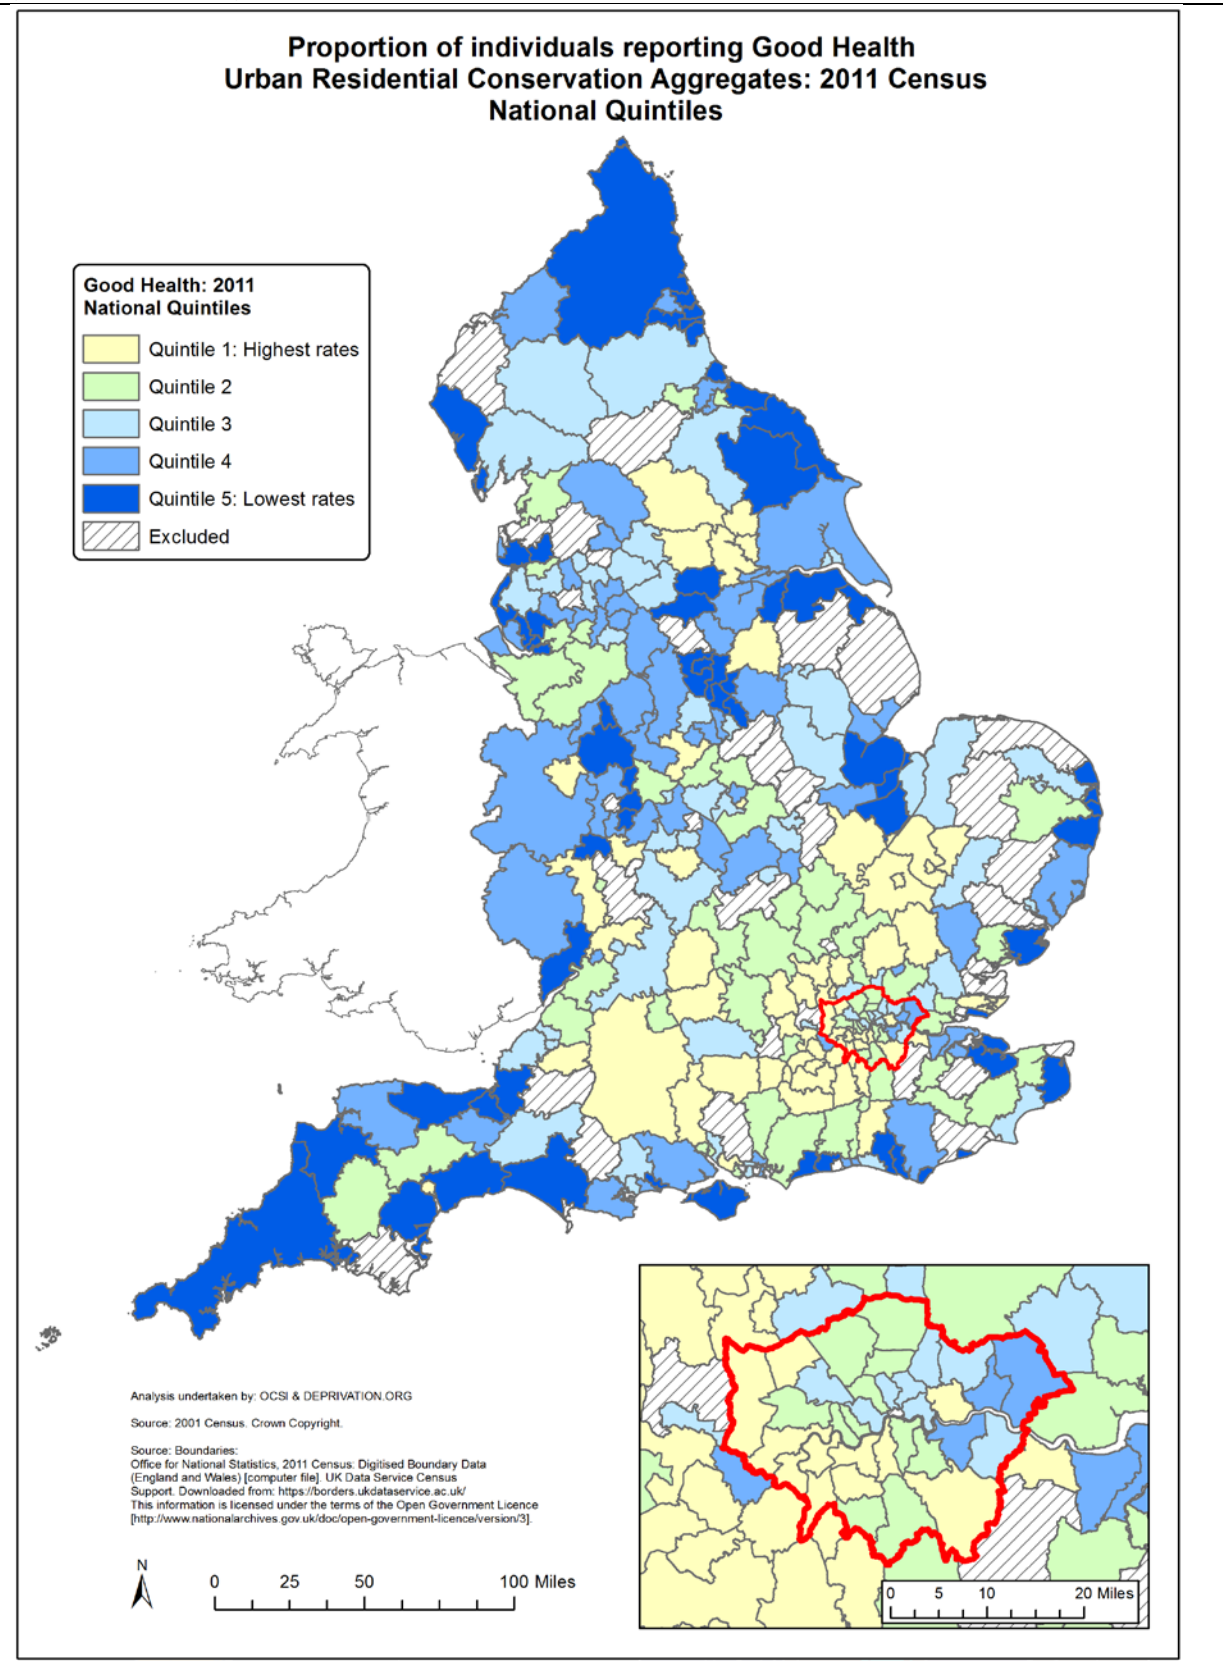 Proportion of individuals reporting Good Health
Urban Residential Conservation Aggregates: 2011 Census
National Quintiles
Good Health: 2011
National Quintiles
Quintile 1: Highest rates
Quintile 2
Quintile 3
Quintile 4
Quintile 5: Lowest rates
Excluded
Analysis undertaken by: OCSI & DEPRIVATION.ORG
Source: 2001 Census. Crown Copyright.
Source: Boundaries:
Office for National Statistics, 2011 Census: Digitised Boundary Data
(England and Wales) [computer file]. UK Data Service Census
Support. Downloaded from: https://borders.ukdataservice.ac.uk/
This information is licensed under the terms of the Open Government Licence
[http://www.nationalarchives.gov.uk/doc/open-government-licence/version/3].
N
0 25 50 100 Miles
0 5 10 20 Miles